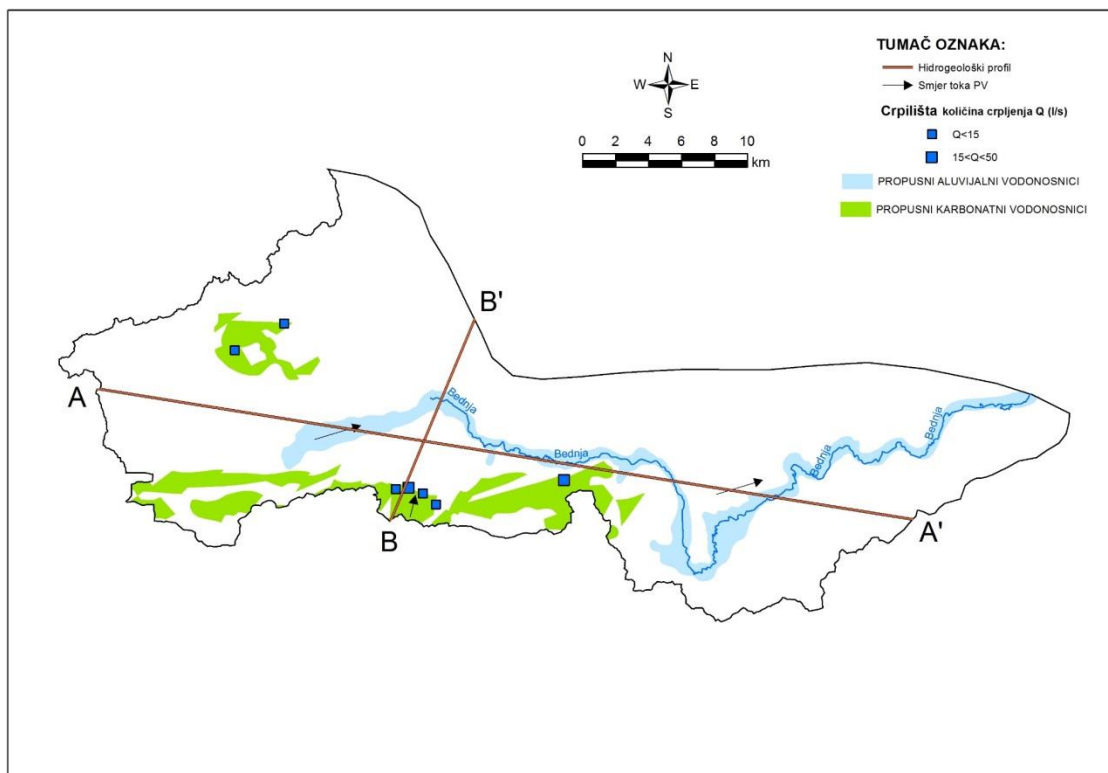 TUMAČ OZNAKA:
Hidrogeološki profil
Smjer toka PV
Crpilišta količina crpljenja Q (l/s)
Q<15
15<Q<50
PROPUSNI ALUVIJALNI VODONOSNICI
PROPUSNI KARBONATNI VODONOSNICI
N
W E
S
0 2 4 6 8 10
km
B'
A
Bednja
Bednja
Bednja
Bednja
B
A'